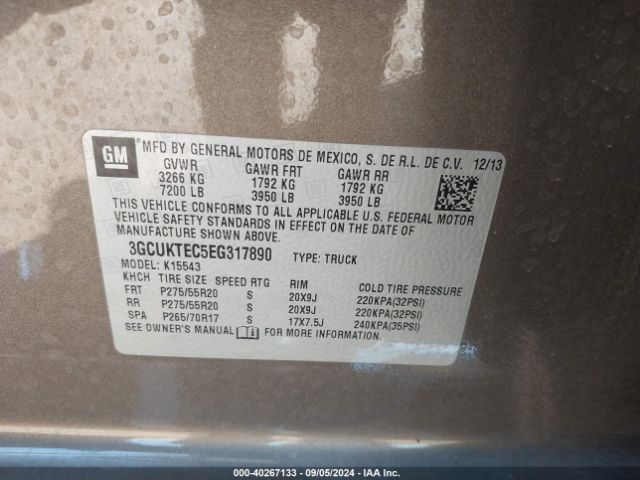 GM
MFD BY GENERAL MOTORS DE MEXICO, S. DE R.L. DE C.V. 12/13
GVWR GAWR FRT GAWR RR
3266 KG 1792 KG 1792 KG
7200 LB 3950 LB 3950 LB
THIS VEHICLE CONFORMS TO ALL APPLICABLE U.S. FEDERAL MOTOR
VEHICLE SAFETY STANDARDS IN EFFECT ON THE DATE OF
MANUFACTURE SHOWN ABOVE.
3GCUKTEC5EG317890 TYPE: TRUCK
MODEL: K15543
KHCH TIRE SIZE SPEED RTG RIM COLD TIRE PRESSURE
FRT P275/55R20 S 20X9J 220KPA(32PSI)
RR P275/55R20 S 20X9J 220KPA(32PSI)
SPA P265/70R17 S 17X7.5J 240KPA(35PSI)
SEE OWNER'S MANUAL FOR MORE INFORMATION.
000-40267133 - 09/05/2024 - IAA Inc.